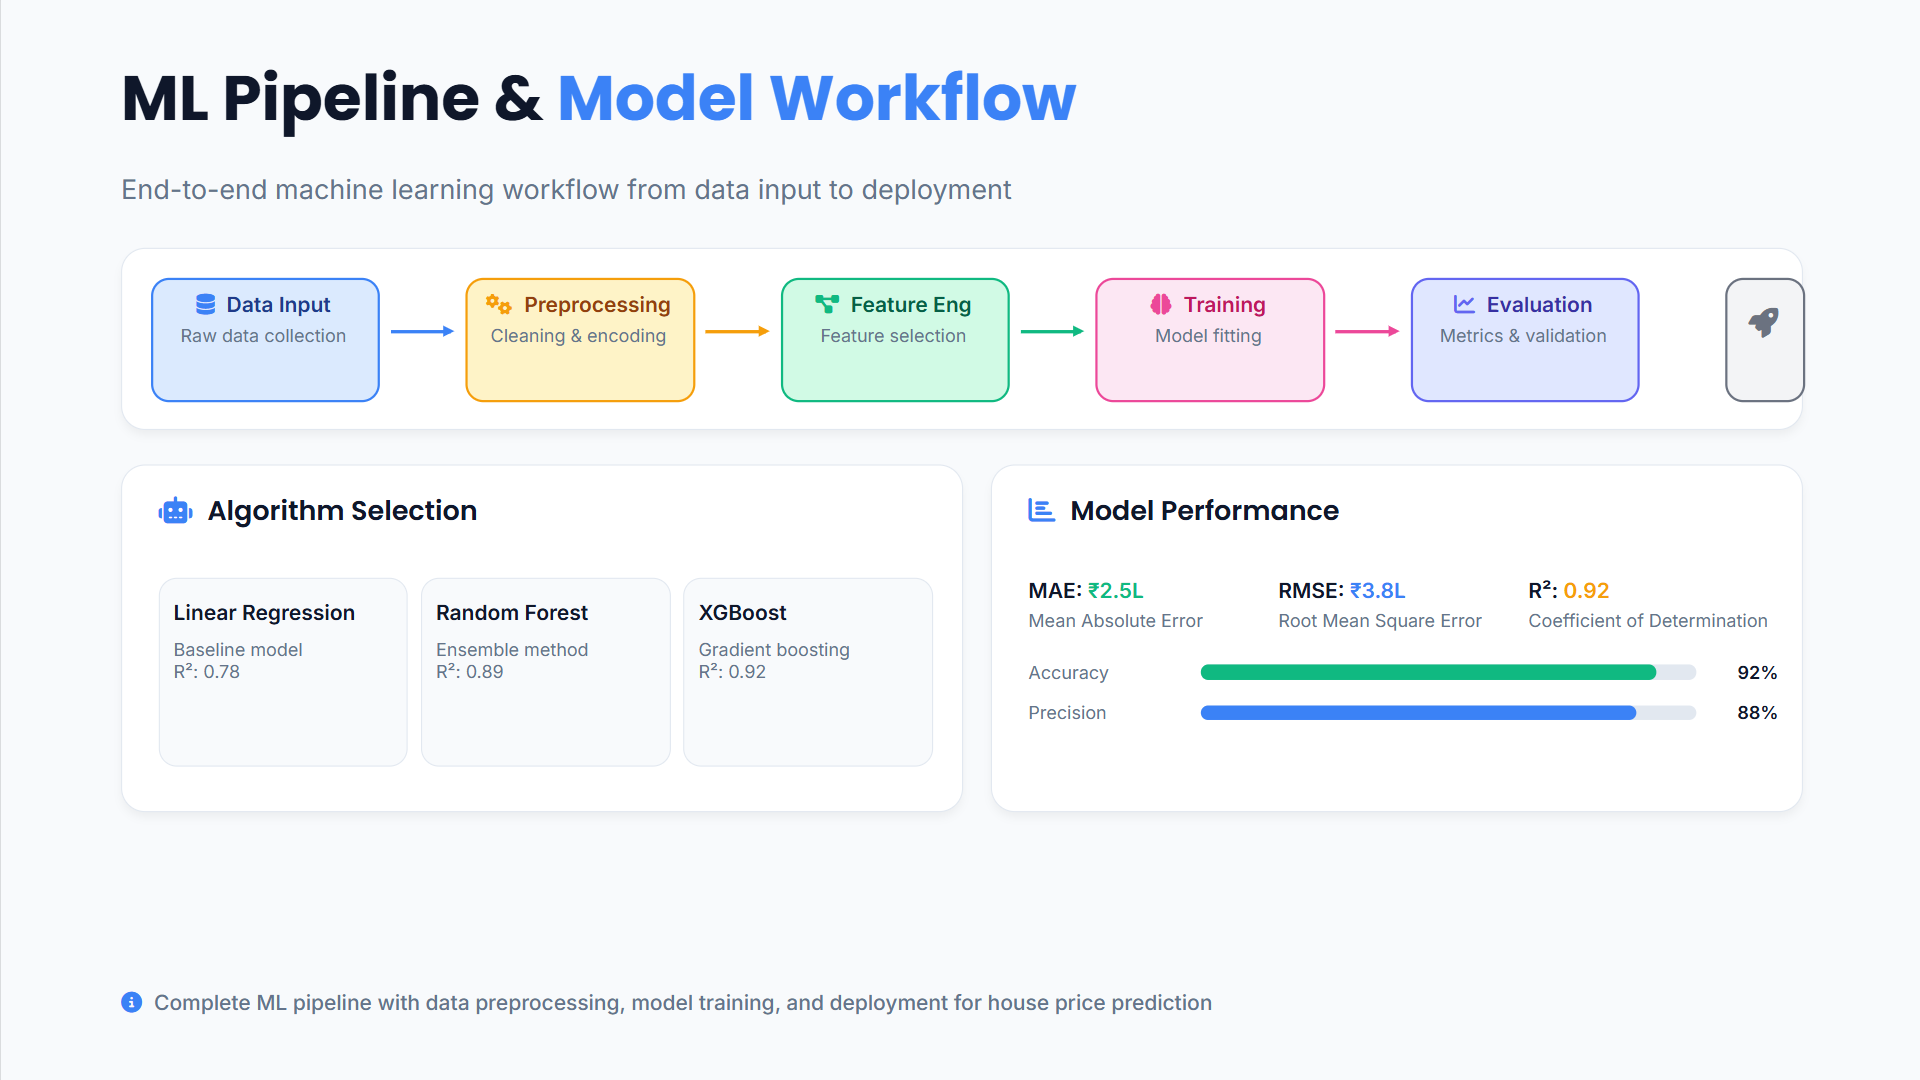 ML Pipeline & Model Workflow
End-to-end machine learning workflow from data input to deployment
Data Input
Raw data collection
Preprocessing
Cleaning & encoding
Feature Eng
Feature selection
Training
Model fitting
Evaluation
Metrics & validation
Algorithm Selection
Linear Regression
Baseline model
R²: 0.78
Random Forest
Ensemble method
R²: 0.89
XGBoost
Gradient boosting
R²: 0.92
Model Performance
MAE: ₹2.5L
Mean Absolute Error
RMSE: ₹3.8L
Root Mean Square Error
R²: 0.92
Coefficient of Determination
Accuracy 92%
Precision 88%
Complete ML pipeline with data preprocessing, model training, and deployment for house price prediction